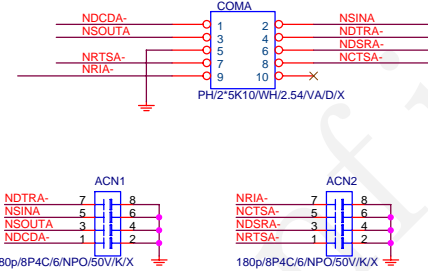 COMA
NDCDA- 1 2 NSINA
NSOUTA 3 4 NDTRA-
5 6 NDSRA-
NRTSA- 7 8 NCTSA-
NRIA- 9 10
PH/2*5K10/WH/2.54/VA/D/X
ACN1
NDTRA- 7 8
NSINA 5 6
NSOUTA 3 4
NDCDA- 1 2
80p/8P4C/6/NPO/50V/K/X
ACN2
NRIA- 7 8
NCTSA- 5 6
NDSRA- 3 4
NRTSA- 1 2
180p/8P4C/6/NPO/50V/K/X